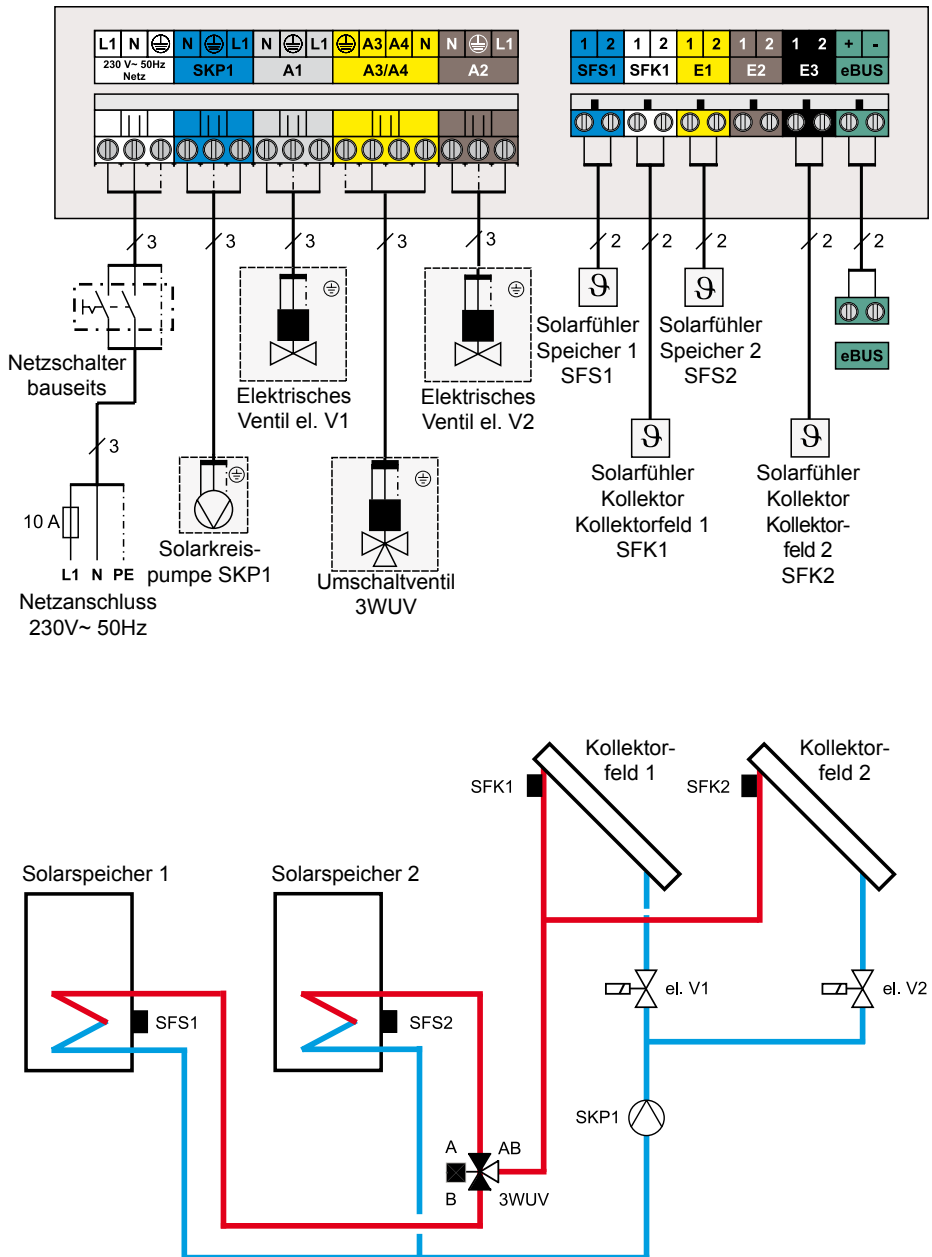 L1 N N L1 N L1 A3 A4 N N L1
230 V~ 50Hz
Netz
SKP1 A1 A3/A4 A2
1 2 1 2 1 2 1 2 1 2 + -
SFS1 SFK1 E1 E2 E3 eBUS
3 3 3 3 3 2 2 2 2 2
Netzschalter
bauseits
Elektrisches
Ventil el. V1
Elektrisches
Ventil el. V2
ϑ
Solarfühler
Speicher 1
SFS1
ϑ
Solarfühler
Speicher 2
SFS2
eBUS
3
10 A
L1 N PE
Netzanschluss
230V~ 50Hz
Solarkreis-
pumpe SKP1
Umschaltventil
3WUV
ϑ
Solarfühler
Kollektor
Kollektorfeld 1
SFK1
ϑ
Solarfühler
Kollektor
Kollektor-
feld 2
SFK2
Kollektor-
feld 1
Kollektor-
feld 2
SFK1
SFK2
Solarspeicher 1
Solarspeicher 2
el. V1
el. V2
SFS1
SFS2
SKP1
A AB
B 3WUV